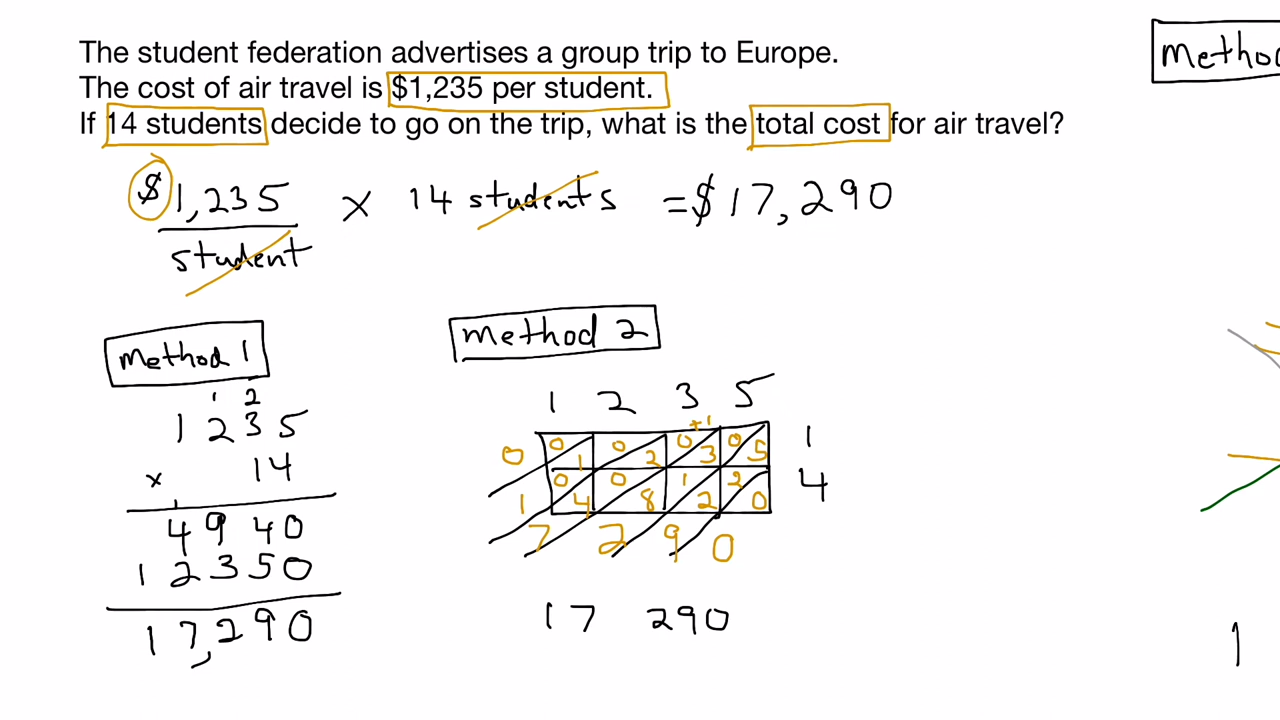 The student federation advertises a group trip to Europe.
The cost of air travel is $1,235 per student.
If 14 students decide to go on the trip, what is the total cost for air travel?
$1,235 × 14 students = $17,290
student
Method 1
1 2
1235
× 14
1
4940
12350
17,290
Method 2
1 2 3 5
+1
0 0 0 0 0 1
1 2 3 5
0 0 1 2 4
1 4 8 2 0
7 2 9 0
17 290
1